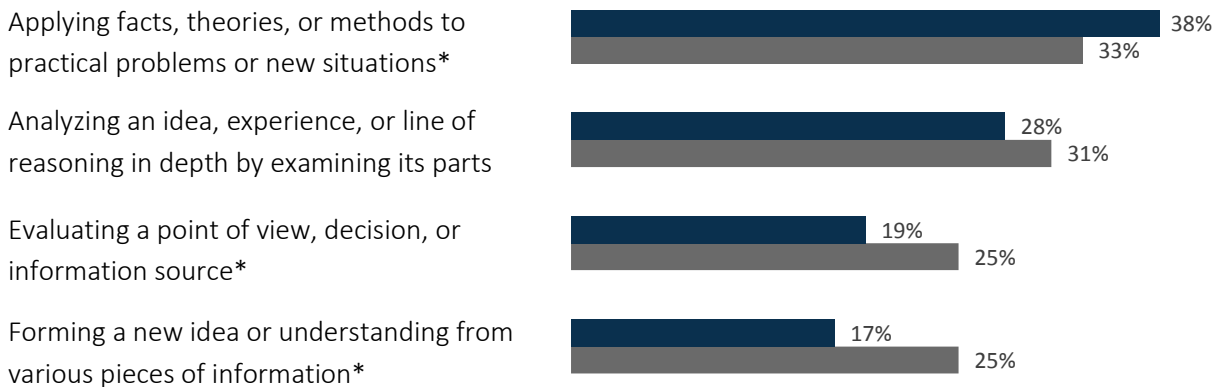 Applying facts, theories, or methods to
practical problems or new situations*
38%
33%
Analyzing an idea, experience, or line of
reasoning in depth by examining its parts
28%
31%
Evaluating a point of view, decision, or
information source*
19%
25%
Forming a new idea or understanding from
various pieces of information*
17%
25%